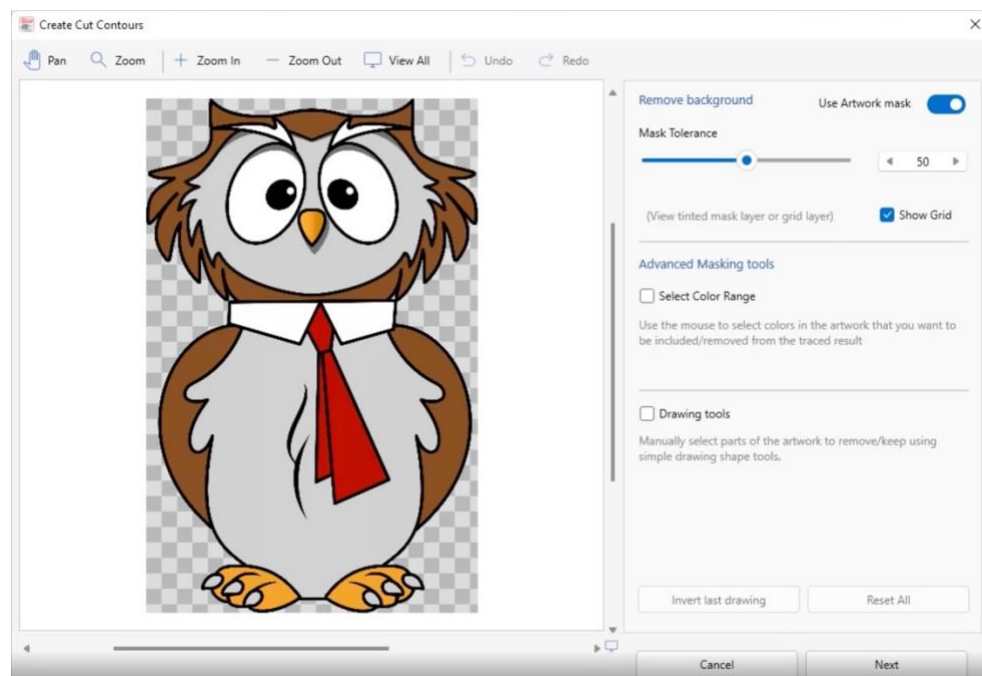 Create Cut Contours
Pan Zoom Zoom In Zoom Out View All Undo Redo
Remove background Use Artwork mask
Mask Tolerance
50
(View tinted mask layer or grid layer) Show Grid
Advanced Masking tools
Select Color Range
Use the mouse to select colors in the artwork that you want to
be included/removed from the traced result
Drawing tools
Manually select parts of the artwork to remove/keep using
simple drawing shape tools.
Invert last drawing Reset All
Cancel Next